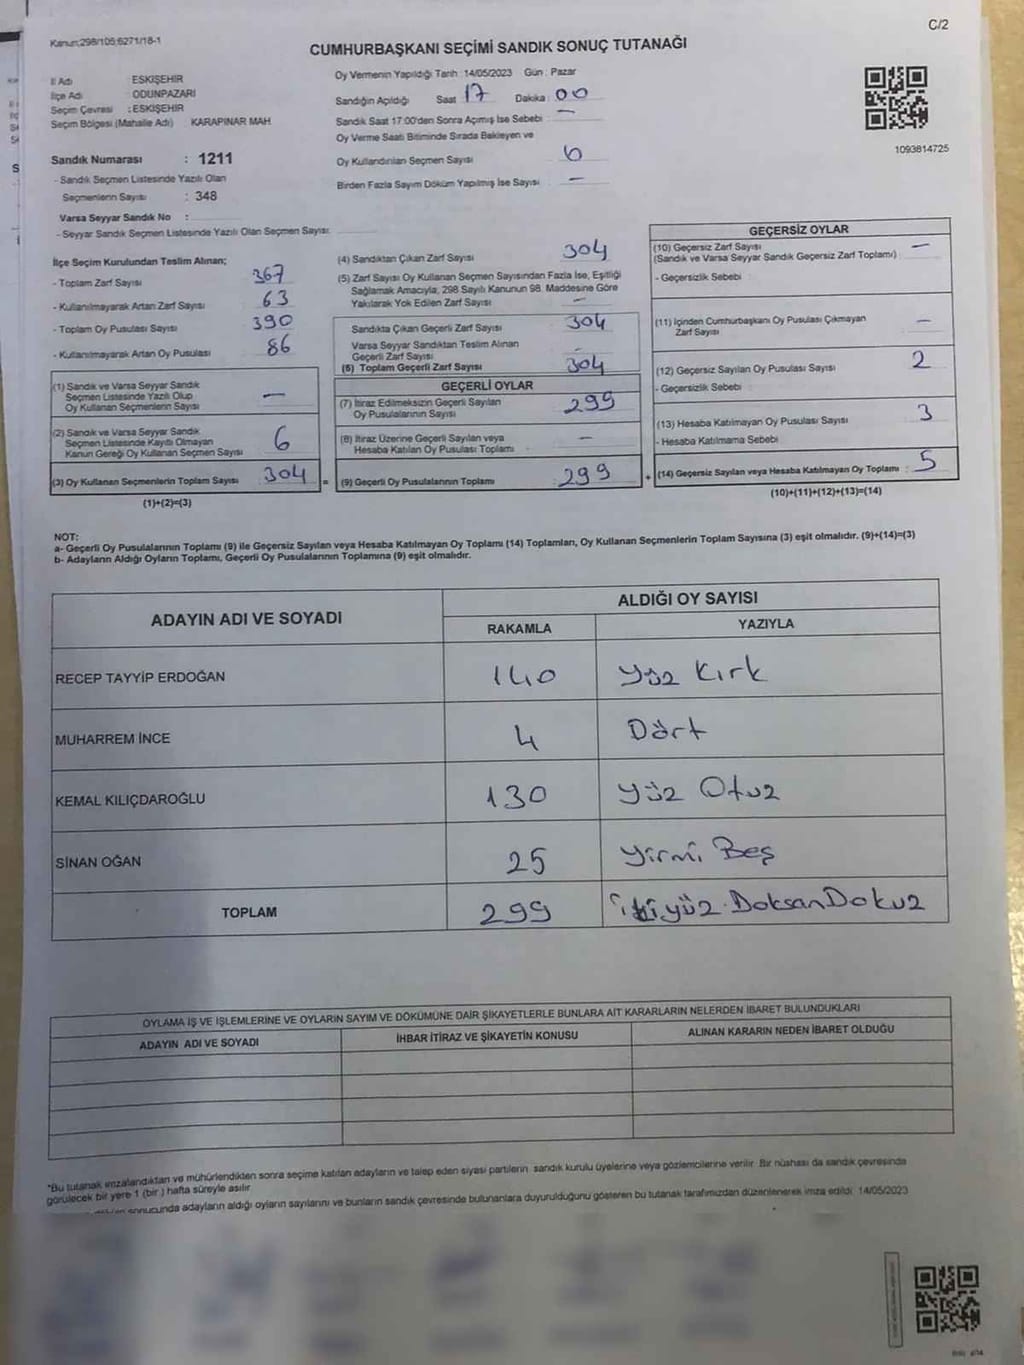 C/2
Kanun;298/105;6271/18-1
CUMHURBAŞKANI SEÇİMİ SANDIK SONUÇ TUTANAĞI
İl Adı : ESKİŞEHİR
İlçe Adı : ODUNPAZARI
Seçim Çevresi : ESKİŞEHİR
Seçim Bölgesi (Mahalle Adı) KARAPINAR MAH.
Sandık Numarası : 1211
- Sandık Seçmen Listesinde Yazılı Olan
Seçmenlerin Sayısı : 348
Varsa Seyyar Sandık No :
- Seyyar Sandık Seçmen Listesinde Yazılı Olan Seçmen Sayısı:
Oy Vermenin Yapıldığı Tarih :14/05/2023 Gün : Pazar
Sandığın Açıldığı Saat : 17 Dakika : 00
Sandık Saat 17:00'den Sonra Açımış İse Sebebi : —
Oy Verme Saati Bitiminde Sırada Bekleyen ve
Oy Kullandırılan Seçmen Sayısı : 6
Birden Fazla Sayım Döküm Yapılmış İse Sayısı : —
1093814725
İlçe Seçim Kurulundan Teslim Alınan;
- Toplam Zarf Sayısı : 367
- Kullanılmayarak Artan Zarf Sayısı : 63
- Toplam Oy Pusulası Sayısı : 390
- Kullanılmayarak Artan Oy Pusulası : 86
(1) Sandık ve Varsa Seyyar Sandık
Seçmen Listesinde Yazılı Olup
Oy Kullanan Seçmenlerin Sayısı : —
(2) Sandık ve Varsa Seyyar Sandık
Seçmen Listesinde Kayıtlı Olmayan
Kanun Gereği Oy Kullanan Seçmen Sayısı : 6
(3) Oy Kullanan Seçmenlerin Toplam Sayısı : 304 =
(1)+(2)=(3)
(4) Sandıktan Çıkan Zarf Sayısı : 304
(5) Zarf Sayısı Oy Kullanan Seçmen Sayısından Fazla İse, Eşitliği
Sağlamak Amacıyla, 298 Sayılı Kanunun 98. Maddesine Göre
Yakılarak Yok Edilen Zarf Sayısı : —
Sandıkta Çıkan Geçerli Zarf Sayısı : 304
Varsa Seyyar Sandıktan Teslim Alınan
Geçerli Zarf Sayısı : —
(6) Toplam Geçerli Zarf Sayısı : 304
GEÇERLİ OYLAR
(7) İtiraz Edilmeksizin Geçerli Sayılan
Oy Pusulalarının Sayısı : 299
(8) İtiraz Üzerine Geçerli Sayılan veya
Hesaba Katılan Oy Pusulası Toplamı : —
(9) Geçerli Oy Pusulalarının Toplamı : 299 +
GEÇERSİZ OYLAR
(10) Geçersiz Zarf Sayısı : —
(Sandık ve Varsa Seyyar Sandık Geçersiz Zarf Toplamı)
- Geçersizlik Sebebi :
(11) İçinden Cumhurbaşkanı Oy Pusulası Çıkmayan
Zarf Sayısı : —
(12) Geçersiz Sayılan Oy Pusulası Sayısı : 2
- Geçersizlik Sebebi :
(13) Hesaba Katılmayan Oy Pusulası Sayısı : 3
- Hesaba Katılmama Sebebi :
(14) Geçersiz Sayılan veya Hesaba Katılmayan Oy Toplamı : 5
(10)+(11)+(12)+(13)=(14)
NOT:
a- Geçerli Oy Pusulalarının Toplamı (9) ile Geçersiz Sayılan veya Hesaba Katılmayan Oy Toplamı (14) Toplamları, Oy Kullanan Seçmenlerin Toplam Sayısına (3) eşit olmalıdır. (9)+(14)=(3)
b- Adayların Aldığı Oyların Toplamı, Geçerli Oy Pusulalarının Toplamına (9) eşit olmalıdır.
ADAYIN ADI VE SOYADI ALDIĞI OY SAYISI
RAKAMLA YAZIYLA
RECEP TAYYİP ERDOĞAN 140 Yüz Kırk
MUHARREM İNCE 4 Dört
KEMAL KILIÇDAROĞLU 130 Yüz Otuz
SİNAN OĞAN 25 Yirmi Beş
TOPLAM 299 ikiyüz DoksanDokuz
OYLAMA İŞ VE İŞLEMLERİNE VE OYLARIN SAYIM VE DÖKÜMÜNE DAİR ŞİKAYETLERLE BUNLARA AİT KARARLARIN NELERDEN İBARET BULUNDUKLARI
ADAYIN ADI VE SOYADI İHBAR İTİRAZ VE ŞİKAYETİN KONUSU ALINAN KARARIN NEDEN İBARET OLDUĞU
*Bu tutanak imzalandıktan ve mühürlendikten sonra seçime katılan adayların ve talep eden siyasi partilerin sandık kurulu üyelerine veya gözlemcilerine verilir. Bir nüshası da sandık çevresinde
görülecek bir yere 1 (bir ) hafta süreyle asılır.
sonucunda adayların aldığı oyların sayılarını ve bunların sandık çevresinde bulunanlara duyurulduğunu gösteren bu tutanak tarafımızdan düzenlenerek imza edildi. 14/05/2023